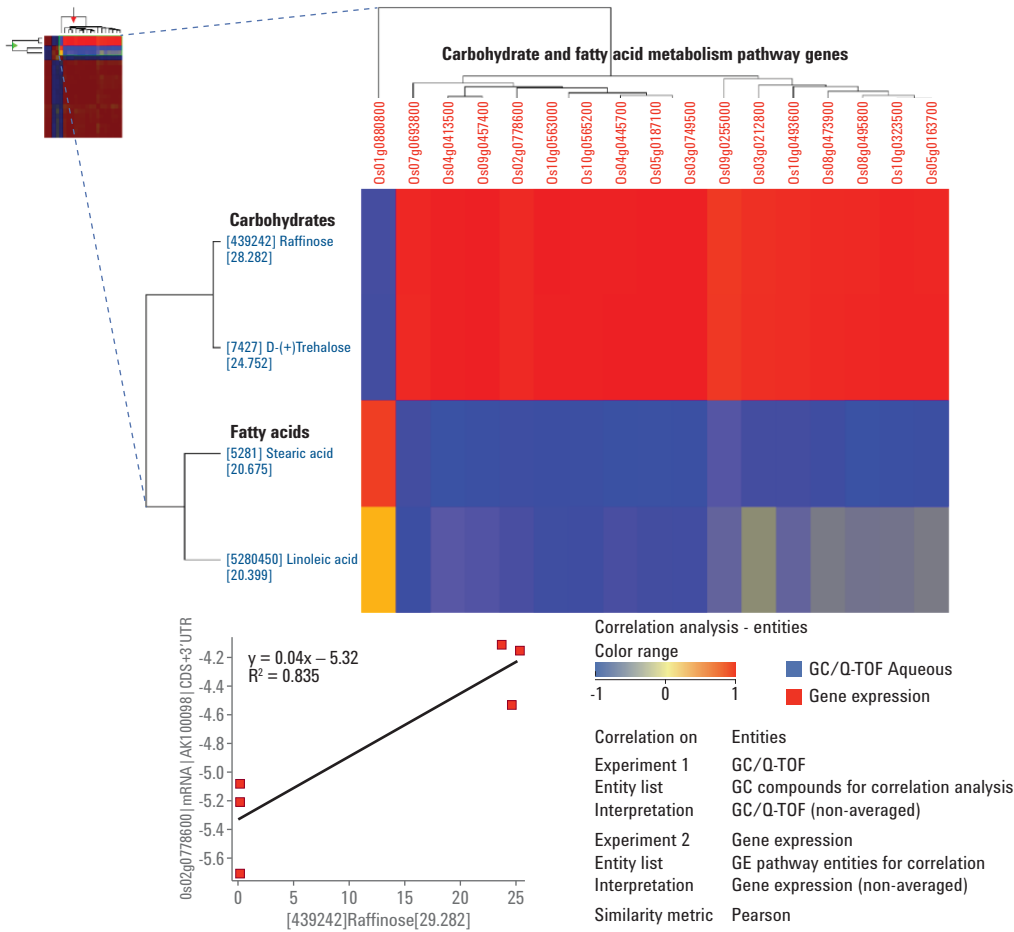 Carbohydrate and fatty acid metabolism pathway genes
Os01g0880800
Os07g0693800
Os04g0413500
Os09g0457400
Os02g0778600
Os10g0563000
Os10g0565200
Os04g0445700
Os05g0187100
Os03g0749500
Os09g0255000
Os03g0212800
Os10g0493600
Os08g0473900
Os08g0495800
Os10g0323500
Os05g0163700
Carbohydrates
[439242] Raffinose
[28.282]
[7427] D-(+)Trehalose
[24.752]
Fatty acids
[5281] Stearic acid
[20.675]
[5280450] Linoleic acid
[20.399]
0s02g0778600|mRNA|AK100098|CDS+3'UTR
-4.2
-4.4
-4.6
-4.8
-5.0
-5.2
-5.4
-5.6
y = 0.04x – 5.32
R² = 0.835
0 5 10 15 20 25
[439242]Raffinose[29.282]
Correlation analysis - entities
Color range
-1 0 1
GC/Q-TOF Aqueous
Gene expression
Correlation on Entities
Experiment 1 GC/Q-TOF
Entity list GC compounds for correlation analysis
Interpretation GC/Q-TOF (non-averaged)
Experiment 2 Gene expression
Entity list GE pathway entities for correlation
Interpretation Gene expression (non-averaged)
Similarity metric Pearson